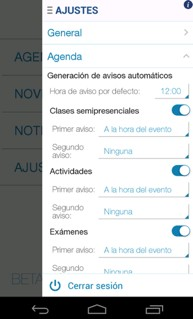 AJUSTES
General
Agenda
Generación de avisos automáticos
Hora de aviso por defecto: 12:00
Clases semipresenciales
Primer aviso: A la hora del evento
Segundo
aviso: Ninguna
Actividades
Primer aviso: A la hora del evento
Segundo
aviso: Ninguna
Exámenes
Primer aviso: A la hora del evento
Segundo Ninguna
Cerrar sesión
AGE
NOV
NOTI
AJUS
BETA